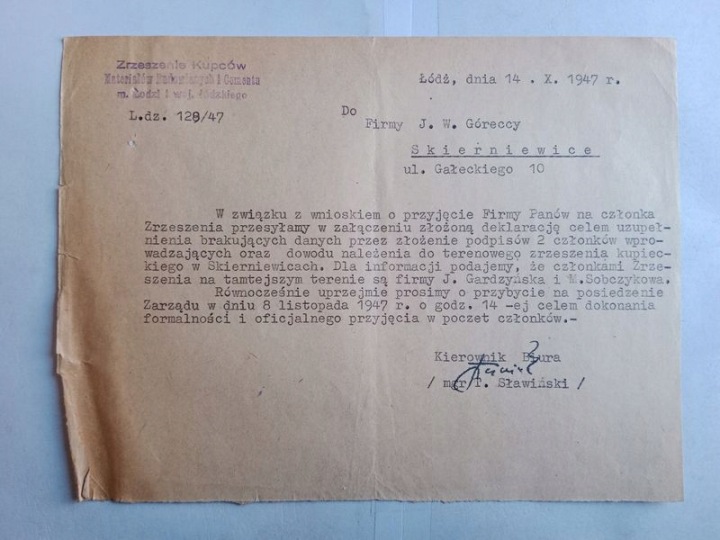 Zrzeszenie Kupców
Materiałów Budowlanych i Cementa
m. Łodzi i woj. łódzkiego
Łódź, dnia 14 . X. 1947 r.
L.dz. 128/47
Do
Firmy J. W. Góreccy
Skierniewice
ul. Gałeckiego 10
W związku z wnioskiem o przyjęcie Firmy Panów na członka
Zrzeszenia przesyłamy w załączeniu złożoną deklarację celem uzupeł-
nienia brakujących danych przez złożenie podpisów 2 członków wpro-
wadzających oraz dowodu należenia do terenowego zrzeszenia kupiec-
kiego w Skierniewicach. Dla informacji podajemy, że członkami Zrze-
szenia na tamtejszym terenie są firmy J. Gardzyńska i M.Sobczykowa.
Równocześnie uprzejmie prosimy o przybycie na posiedzenie
Zarządu w dniu 8 listopada 1947 r. o godz. 14 -ej celem dokonania
formalności i oficjalnego przyjęcia w poczet członków.-
Kierownik Biura
/ mgr T. Sławiński /